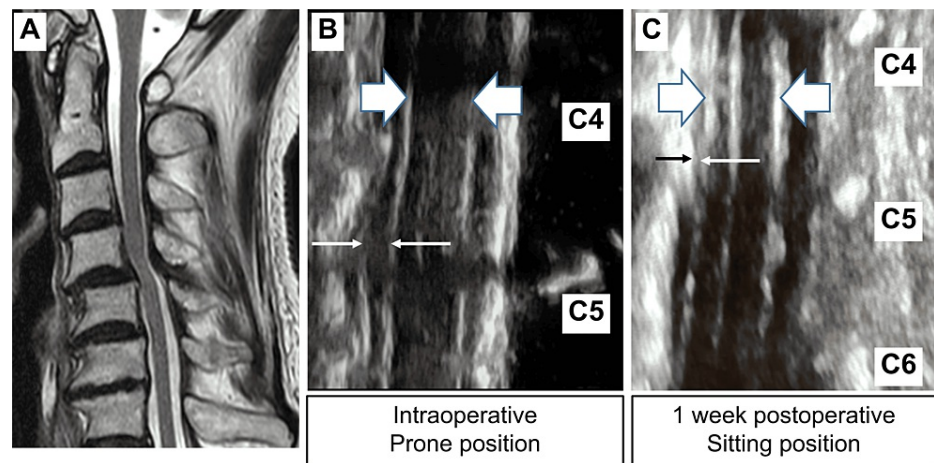 A
B
C
C4
C5
C4
C5
C6
Intraoperative
Prone position
1 week postoperative
Sitting position